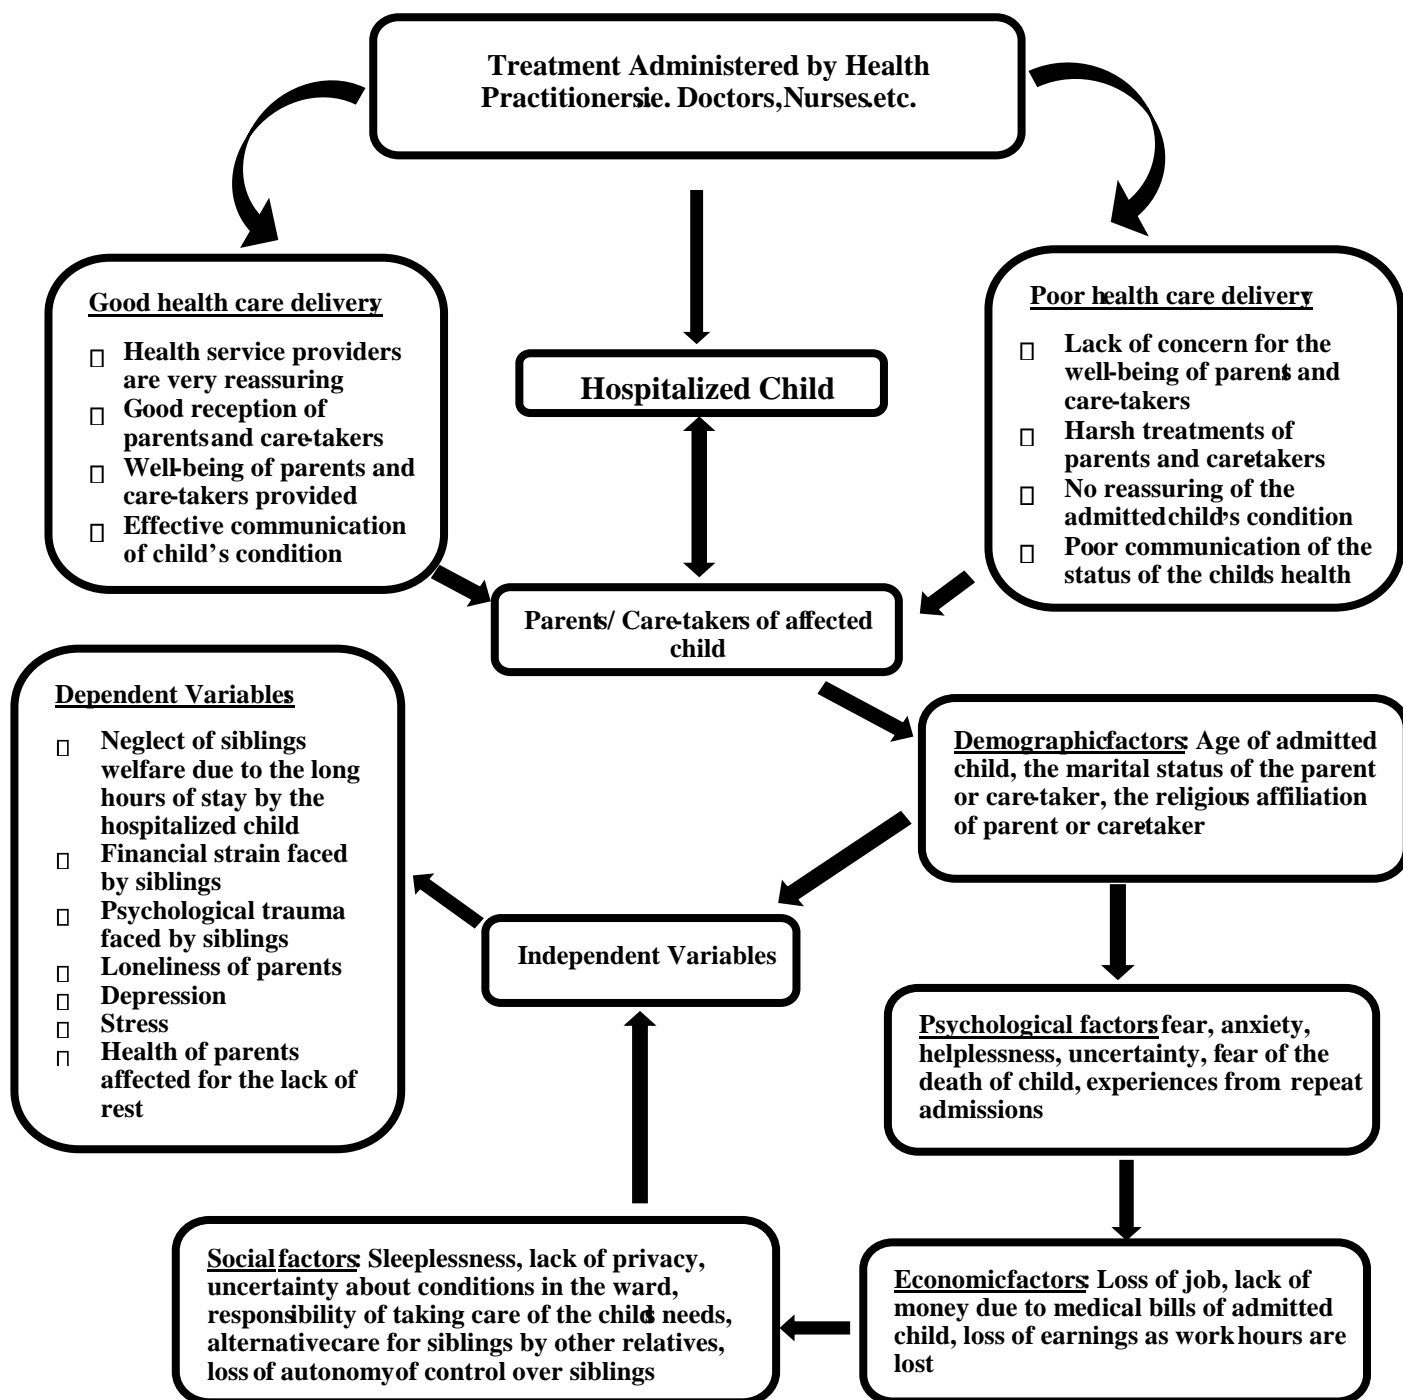 Treatment Administered by Health
Practitioners.ie. Doctors,Nurses.etc.
Good health care delivery:
Health service providers
are very reassuring
Good reception of
parents and care-takers
Well-being of parents and
care-takers provided
Effective communication
of child's condition
Hospitalized Child
Poor health care delivery:
Lack of concern for the
well-being of parents and
care-takers
Harsh treatments of
parents and caretakers
No reassuring of the
admitted child's condition
Poor communication of the
status of the child's health
Parents/ Care-takers of affected
child
Dependent Variables:
Neglect of siblings
welfare due to the long
hours of stay by the
hospitalized child
Financial strain faced
by siblings
Psychological trauma
faced by siblings
Loneliness of parents
Depression
Stress
Health of parents
affected for the lack of
rest
Demographic factors: Age of admitted
child, the marital status of the parent
or care-taker, the religious affiliation
of parent or caretaker
Independent Variables
Psychological factors: fear, anxiety,
helplessness, uncertainty, fear of the
death of child, experiences from repeat
admissions
Social factors: Sleeplessness, lack of privacy,
uncertainty about conditions in the ward,
responsibility of taking care of the child's needs,
alternative care for siblings by other relatives,
loss of autonomy of control over siblings
Economic factors: Loss of job, lack of
money due to medical bills of admitted
child, loss of earnings as work hours are
lost